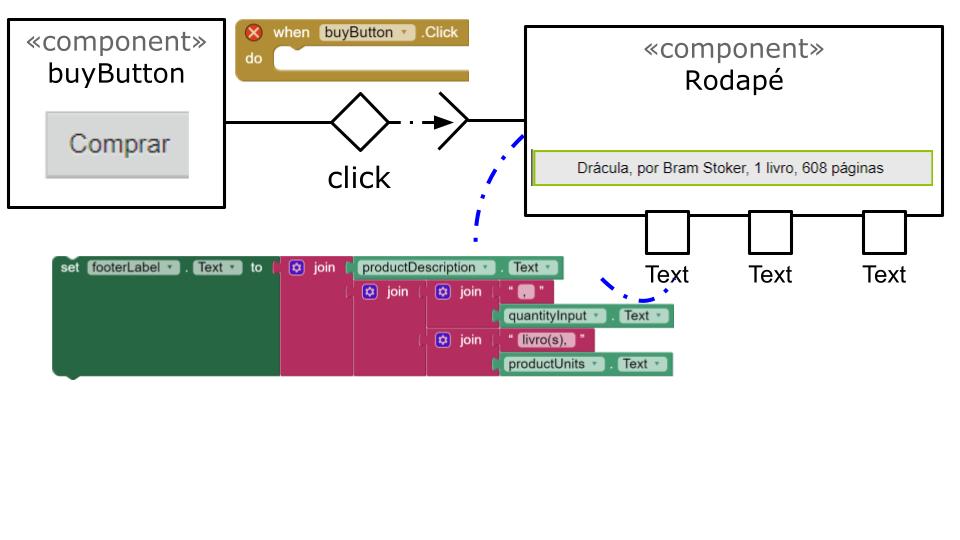 «component»
buyButton
Comprar
when buyButton .Click
do
click
«component»
Rodapé
Drácula, por Bram Stoker, 1 livro, 608 páginas
Text
Text
Text
set footerLabel . Text to
join productDescription . Text
join
join " , "
quantityInput . Text
join " livro(s), "
productUnits . Text